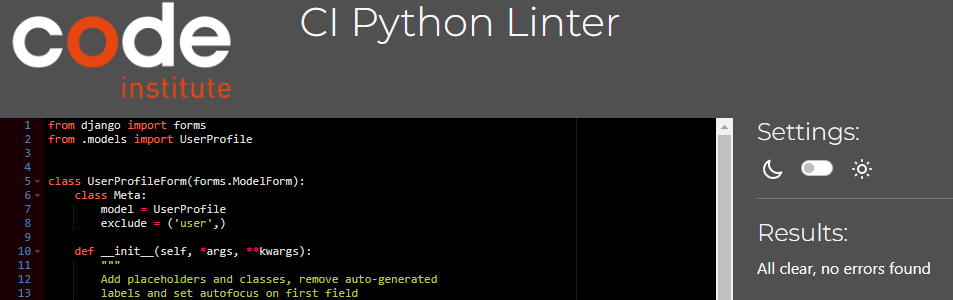 code
institute
CI Python Linter
1 from django import forms
2 from .models import UserProfile
3
4
5 class UserProfileForm(forms.ModelForm):
6 class Meta:
7 model = UserProfile
8 exclude = ('user',)
9
10 def __init__(self, *args, **kwargs):
11 """
12 Add placeholders and classes, remove auto-generated
13 labels and set autofocus on first field
Settings:
Results:
All clear, no errors found